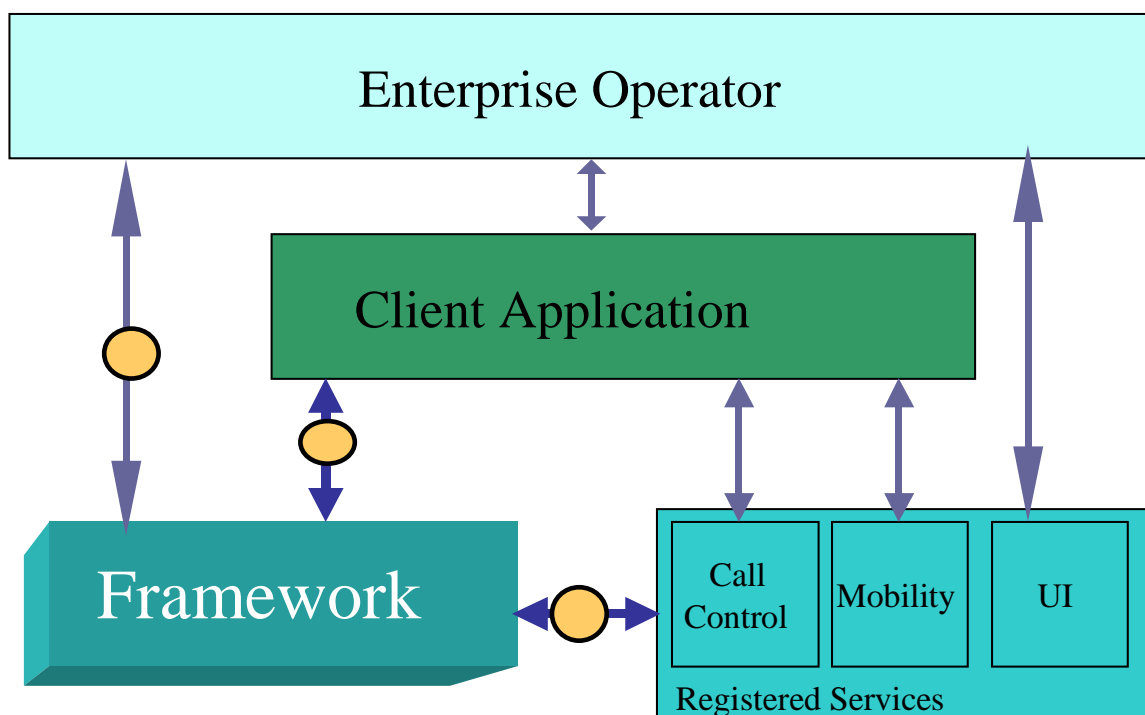 Enterprise Operator
Client Application
Framework
Call
Control
Mobility
UI
Registered Services